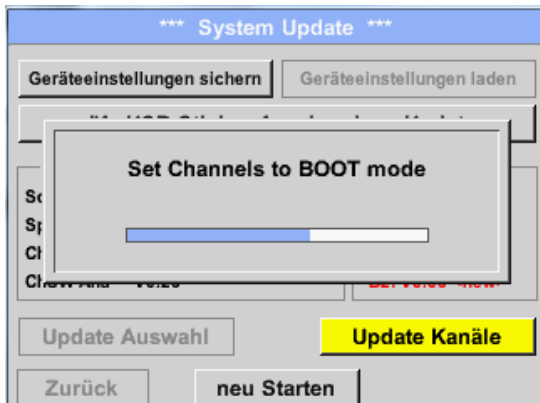 *** System Update ***
Geräteeinstellungen sichern
Geräteeinstellungen laden
Set Channels to BOOT mode
Update Auswahl
Update Kanäle
Zurück
neu Starten